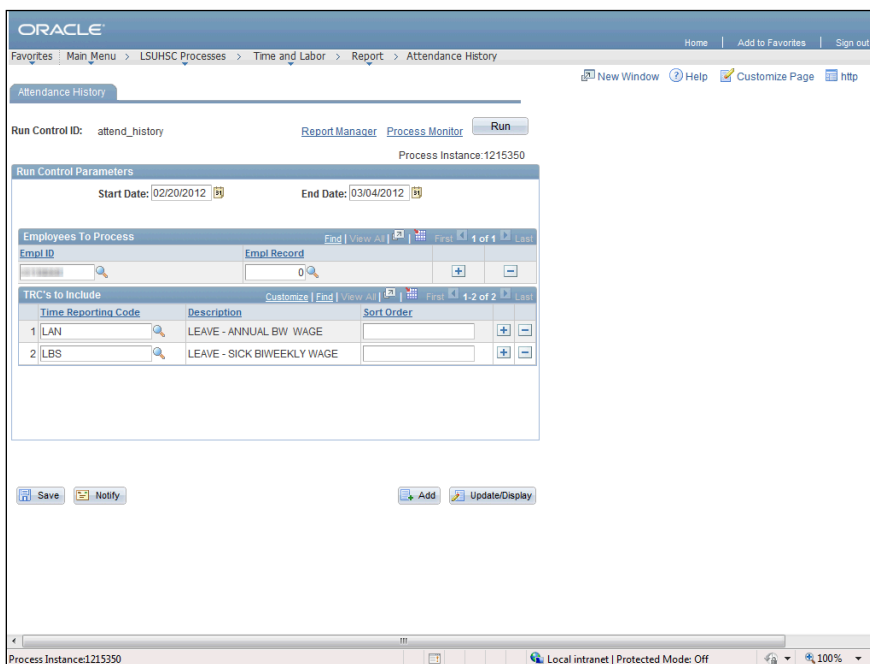 ORACLE
Home | Add to Favorites | Sign out
Favorites | Main Menu > LSUHSC Processes > Time and Labor > Report > Attendance History
New Window Help Customize Page http
Attendance History
Run Control ID: attend_history Report Manager Process Monitor Run
Process Instance:1215350
Run Control Parameters
Start Date: 02/20/2012 End Date: 03/04/2012
Employees To Process Find | View All | First 1 of 1 Last
Empl ID Empl Record
0
TRC's to Include Customize | Find | View All | First 1-2 of 2 Last
Time Reporting Code Description Sort Order
1 LAN LEAVE - ANNUAL BW WAGE
2 LBS LEAVE - SICK BIWEEKLY WAGE
Save Notify Add Update/Display
Process Instance:1215350 Local intranet | Protected Mode: Off 100%